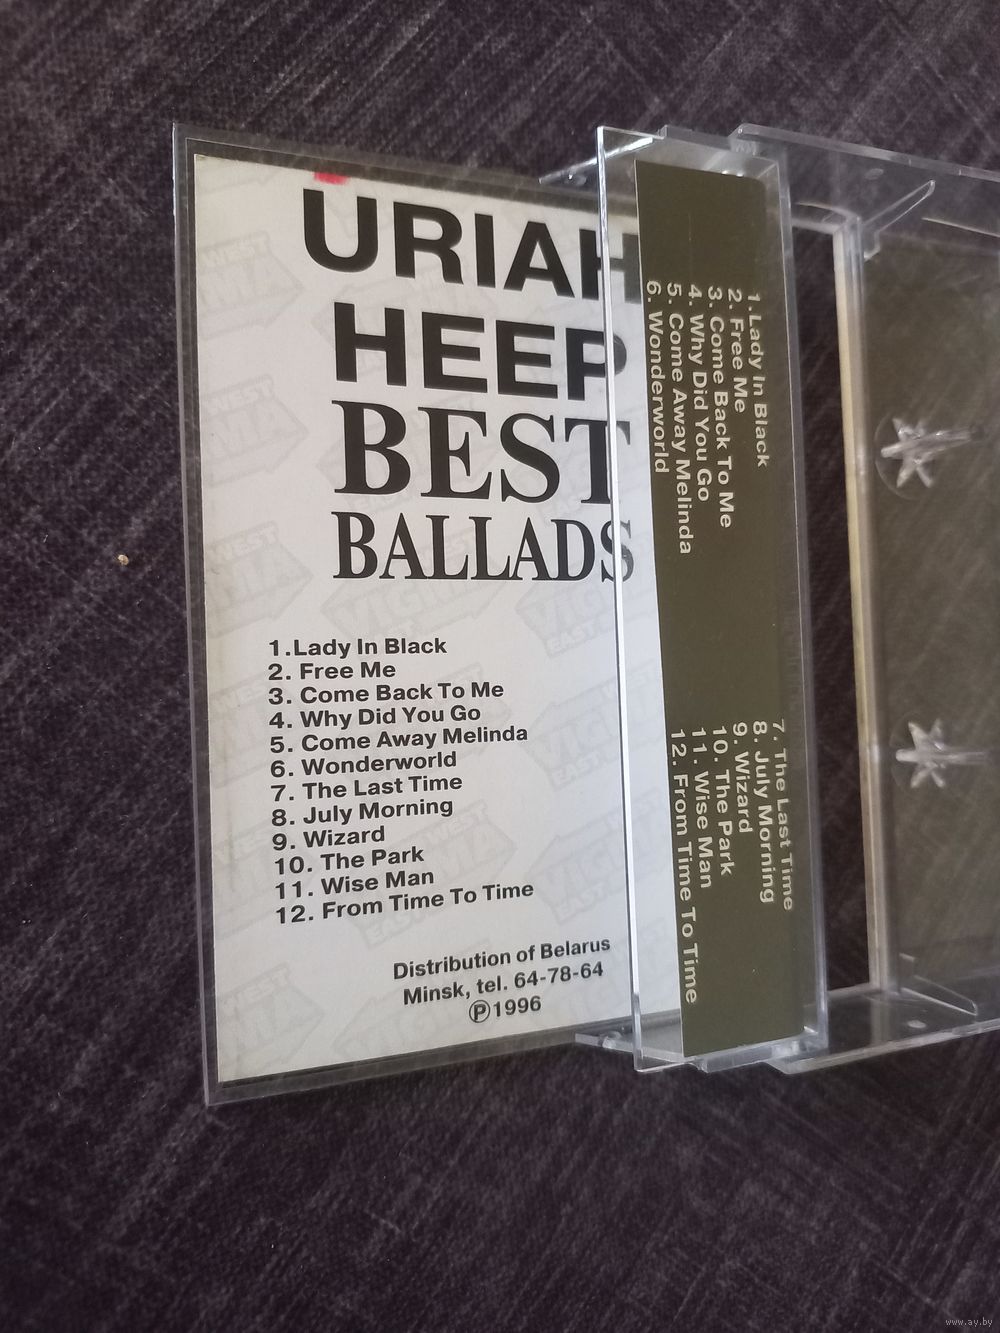 URIAH
HEEP
BEST
BALLADS
1.Lady In Black
2. Free Me
3. Come Back To Me
4. Why Did You Go
5. Come Away Melinda
6. Wonderworld
7. The Last Time
8. July Morning
9. Wizard
10. The Park
11. Wise Man
12. From Time To Time
Distribution of Belarus
Minsk, tel. 64-78-64
Ⓟ1996
1.Lady In Black
2. Free Me
3. Come Back To Me
4. Why Did You Go
5. Come Away Melinda
6. Wonderworld
7. The Last Time
8. July Morning
9. Wizard
10. The Park
11. Wise Man
12. From Time To Time
www.ay.by